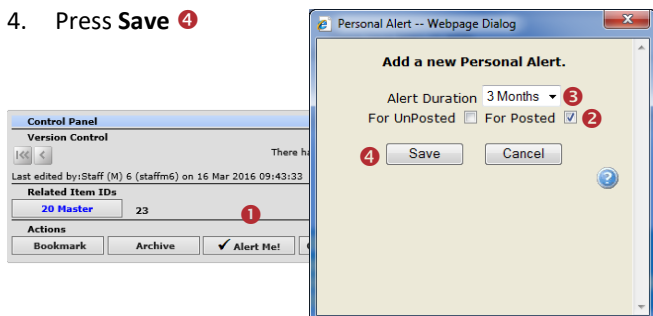 4. Press Save 4
Personal Alert -- Webpage Dialog
x
Add a new Personal Alert.
Alert Duration 3 Months 3
For UnPosted For Posted 2
4 Save Cancel
?
Control Panel
Version Control
There
Last edited by:Staff (M) 6 (staffm6) on 16 Mar 2016 09:43:33
Related Item IDs
20 Master 23
1
Actions
Bookmark Archive ✓ Alert Me!